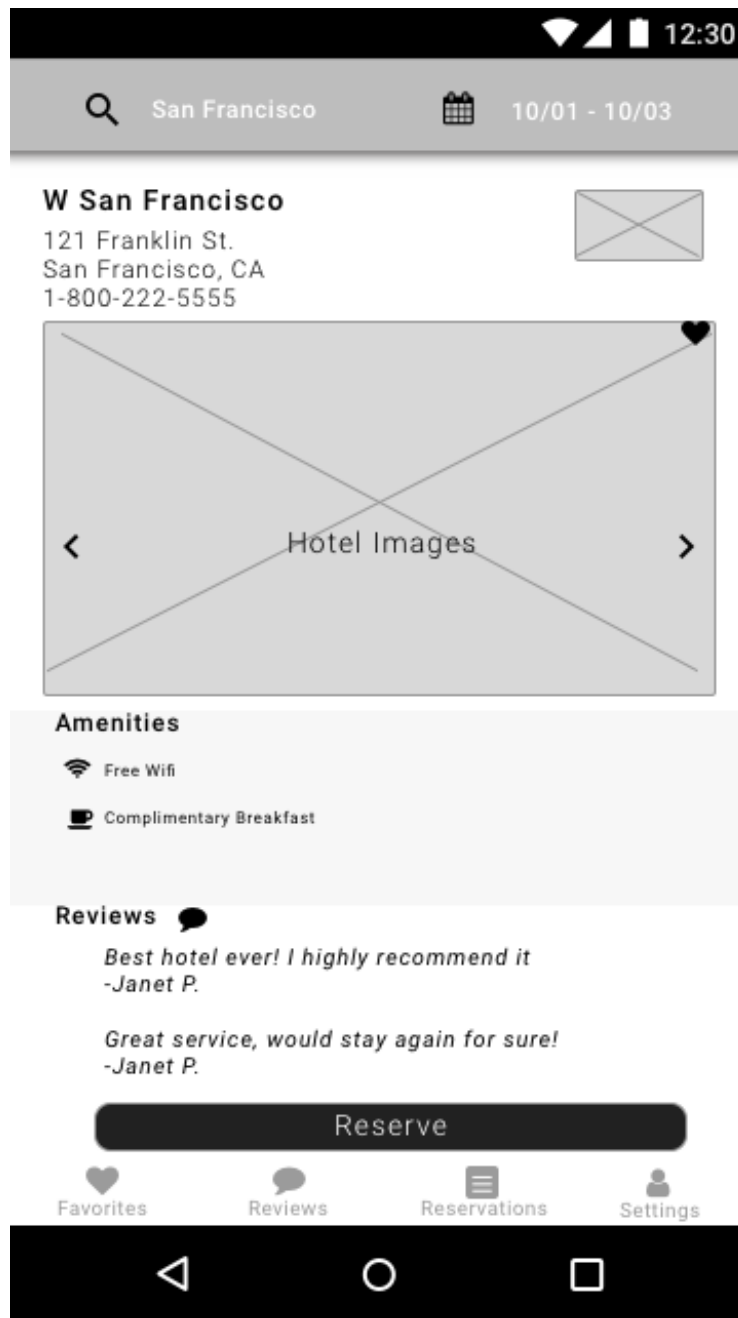 12:30
San Francisco
10/01 - 10/03
W San Francisco
121 Franklin St.
San Francisco, CA
1-800-222-5555
Hotel Images
Amenities
Free Wifi
Complimentary Breakfast
Reviews
Best hotel ever! I highly recommend it
-Janet P.
Great service, would stay again for sure!
-Janet P.
Reserve
Favorites
Reviews
Reservations
Settings